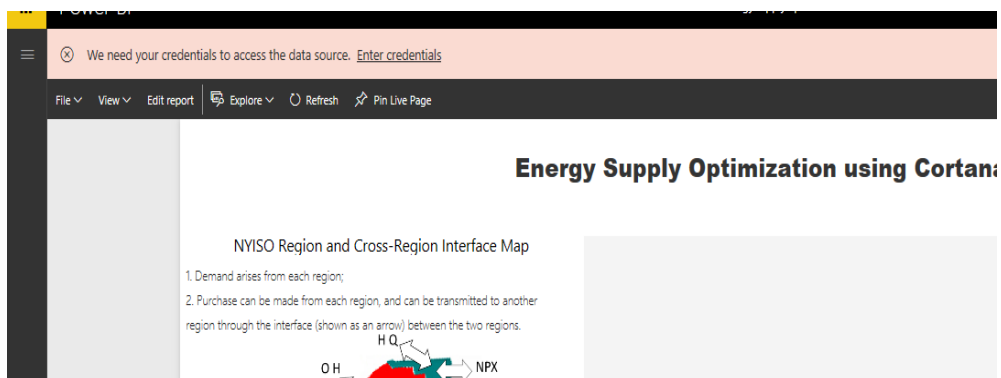 Power BI
We need your credentials to access the data source. Enter credentials
File View Edit report Explore Refresh Pin Live Page
Energy Supply Optimization using Cortana
NYISO Region and Cross-Region Interface Map
1. Demand arises from each region;
2. Purchase can be made from each region, and can be transmitted to another
region through the interface (shown as an arrow) between the two regions.
H Q
O H
NPX